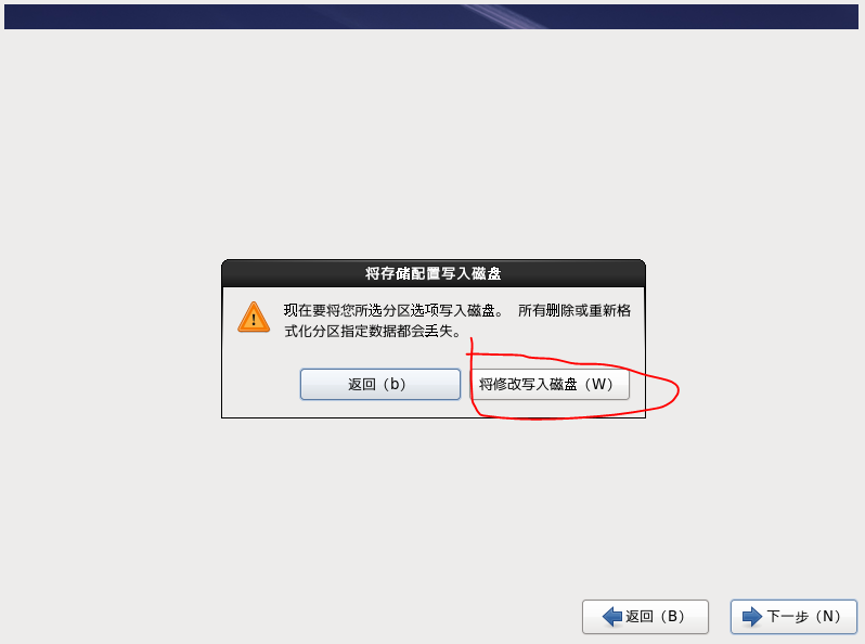 将存储配置写入磁盘
现在要将您所选分区选项写入磁盘。 所有删除或重新格
式化分区指定数据都会丢失。
返回（b）
将修改写入磁盘（W）
返回（B）
下一步（N）